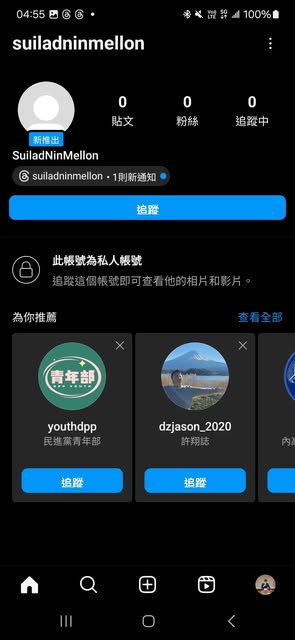 04:55
100%
suiladninmellon
新推出
0
貼文
0
粉絲
0
追蹤中
SuiladNinMellon
suiladninmellon • 1則新通知
追蹤
此帳號為私人帳號
追蹤這個帳號即可查看他的相片和影片。
為你推薦
查看全部
青年部
youthdpp
民進黨青年部
追蹤
dzjason_2020
許翔誌
追蹤